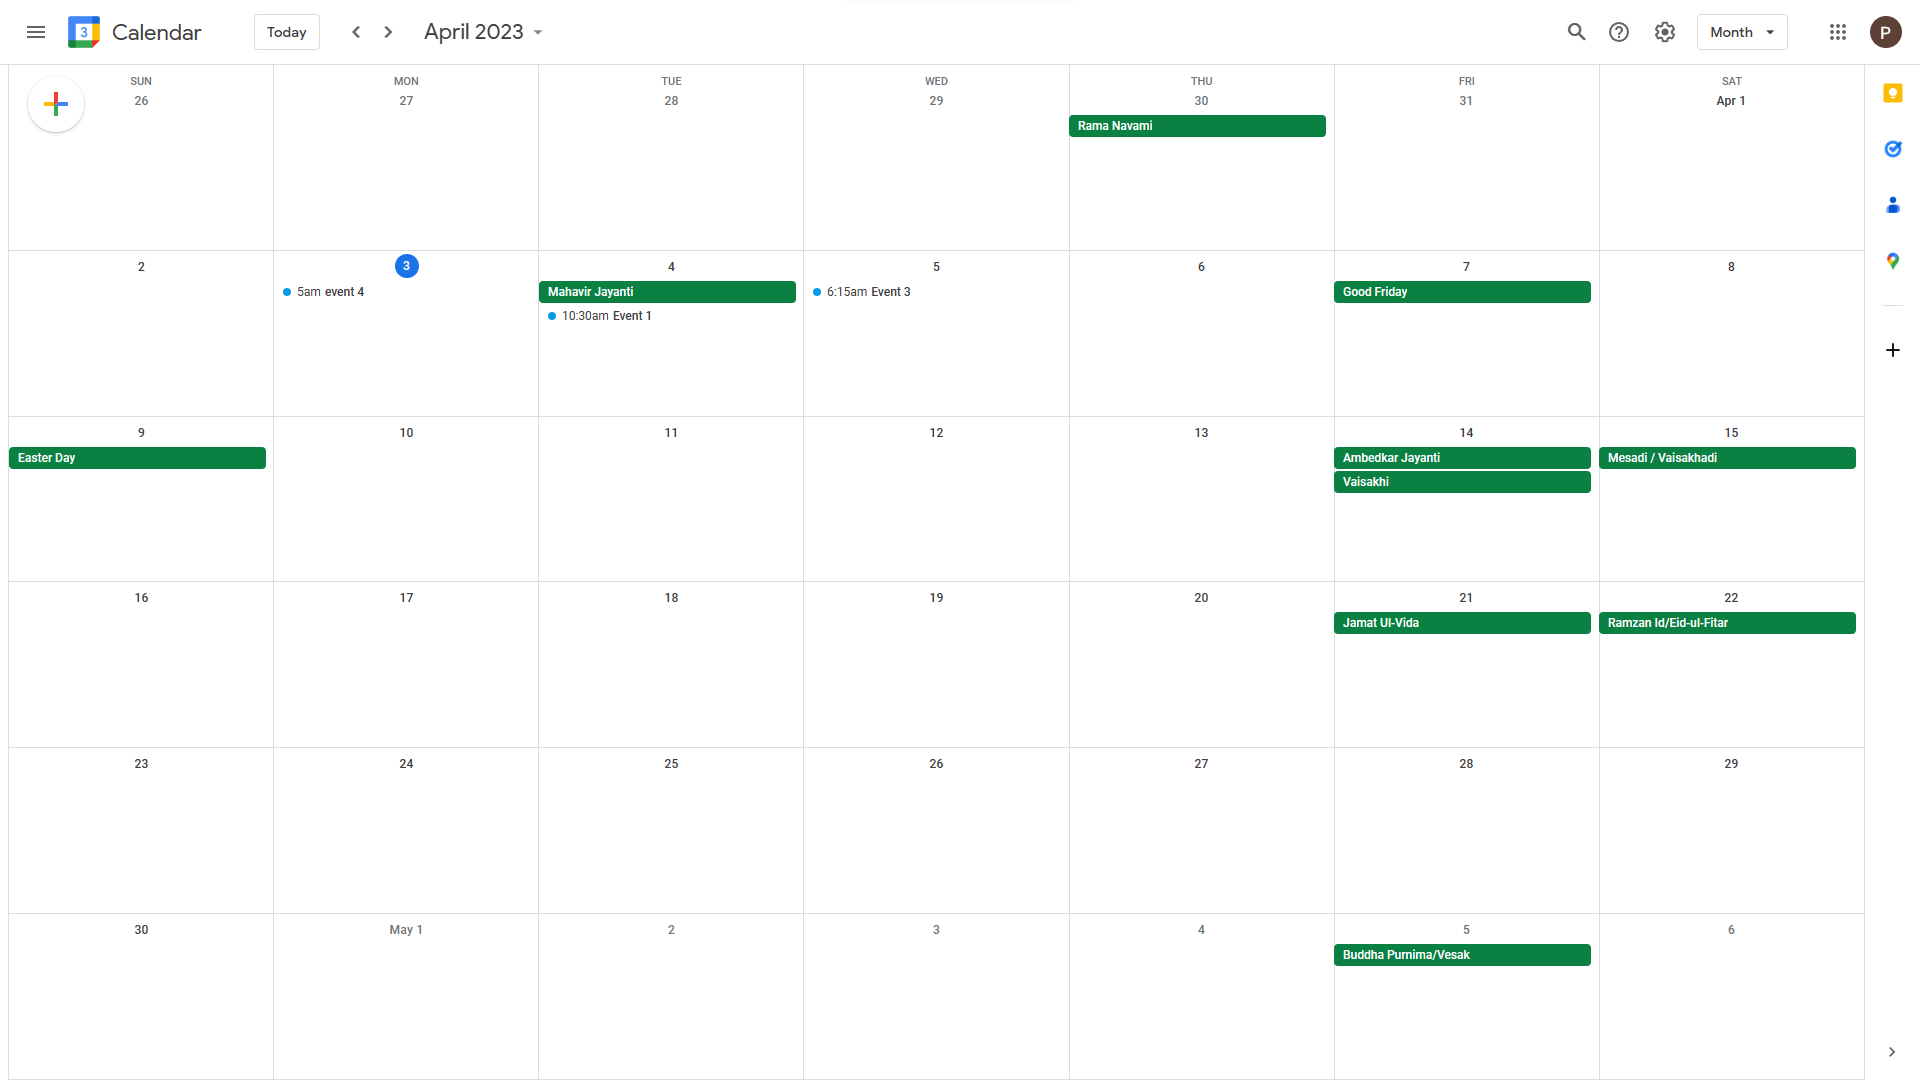 3 Calendar Today April 2023 Month P
SUN MON TUE WED THU FRI SAT
26 27 28 29 30 31 Apr 1
Rama Navami
2 3 4 5 6 7 8
5am event 4 Mahavir Jayanti 6:15am Event 3 Good Friday
10:30am Event 1
9 10 11 12 13 14 15
Easter Day Ambedkar Jayanti Mesadi / Vaisakhadi
Vaisakhi
16 17 18 19 20 21 22
Jamat Ul-Vida Ramzan Id/Eid-ul-Fitar
23 24 25 26 27 28 29
30 May 1 2 3 4 5 6
Buddha Purnima/Vesak